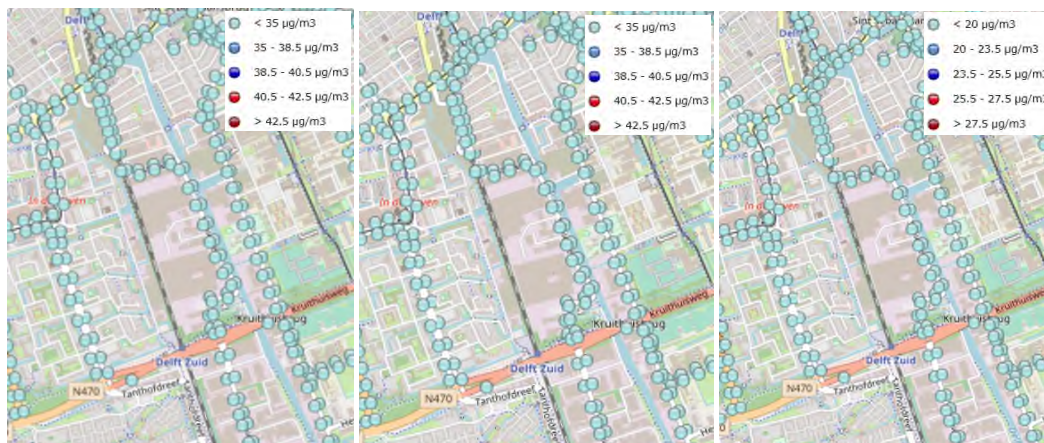 Delft
< 35 µg/m3
35 - 38.5 µg/m3
38.5 - 40.5 µg/m3
40.5 - 42.5 µg/m3
> 42.5 µg/m3
Kruithuisweg
Delft Zuid
N470
Tanthofdreef
Tanthofdreef
Delft
< 35 µg/m3
35 - 38.5 µg/m3
38.5 - 40.5 µg/m3
40.5 - 42.5 µg/m3
> 42.5 µg/m3
Kruithuisweg
Delft Zuid
N470
Tanthofdreef
Delft
< 20 µg/m3
20 - 23.5 µg/m3
23.5 - 25.5 µg/m3
25.5 - 27.5 µg/m3
> 27.5 µg/m3
Kruithuisweg
Delft Zuid
N470
Tanthofdreef